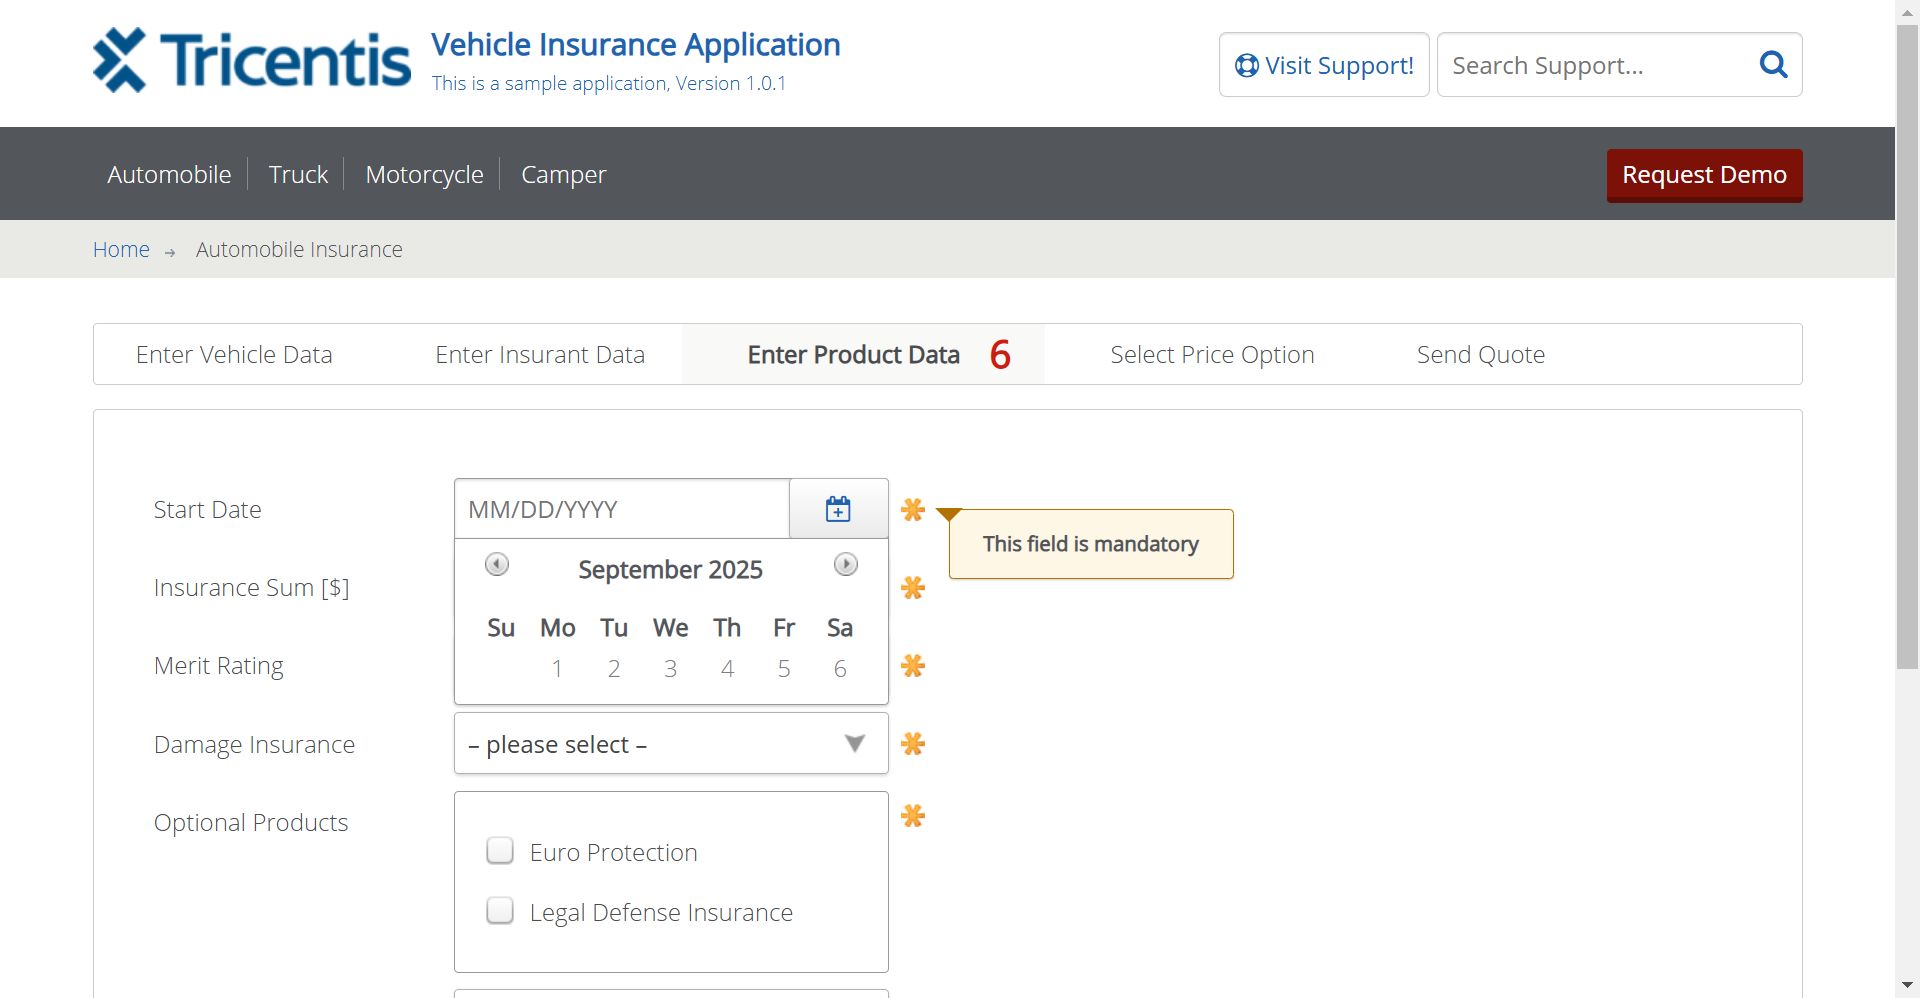 Tricentis
Vehicle Insurance Application
This is a sample application, Version 1.0.1
Visit Support!
Search Support...
Automobile
Truck
Motorcycle
Camper
Request Demo
Home
Automobile Insurance
Enter Vehicle Data
Enter Insurant Data
Enter Product Data 6
Select Price Option
Send Quote
Start Date
MM/DD/YYYY
This field is mandatory
September 2025
Su Mo Tu We Th Fr Sa
1 2 3 4 5 6
Insurance Sum [$]
Merit Rating
Damage Insurance
– please select –
Optional Products
Euro Protection
Legal Defense Insurance